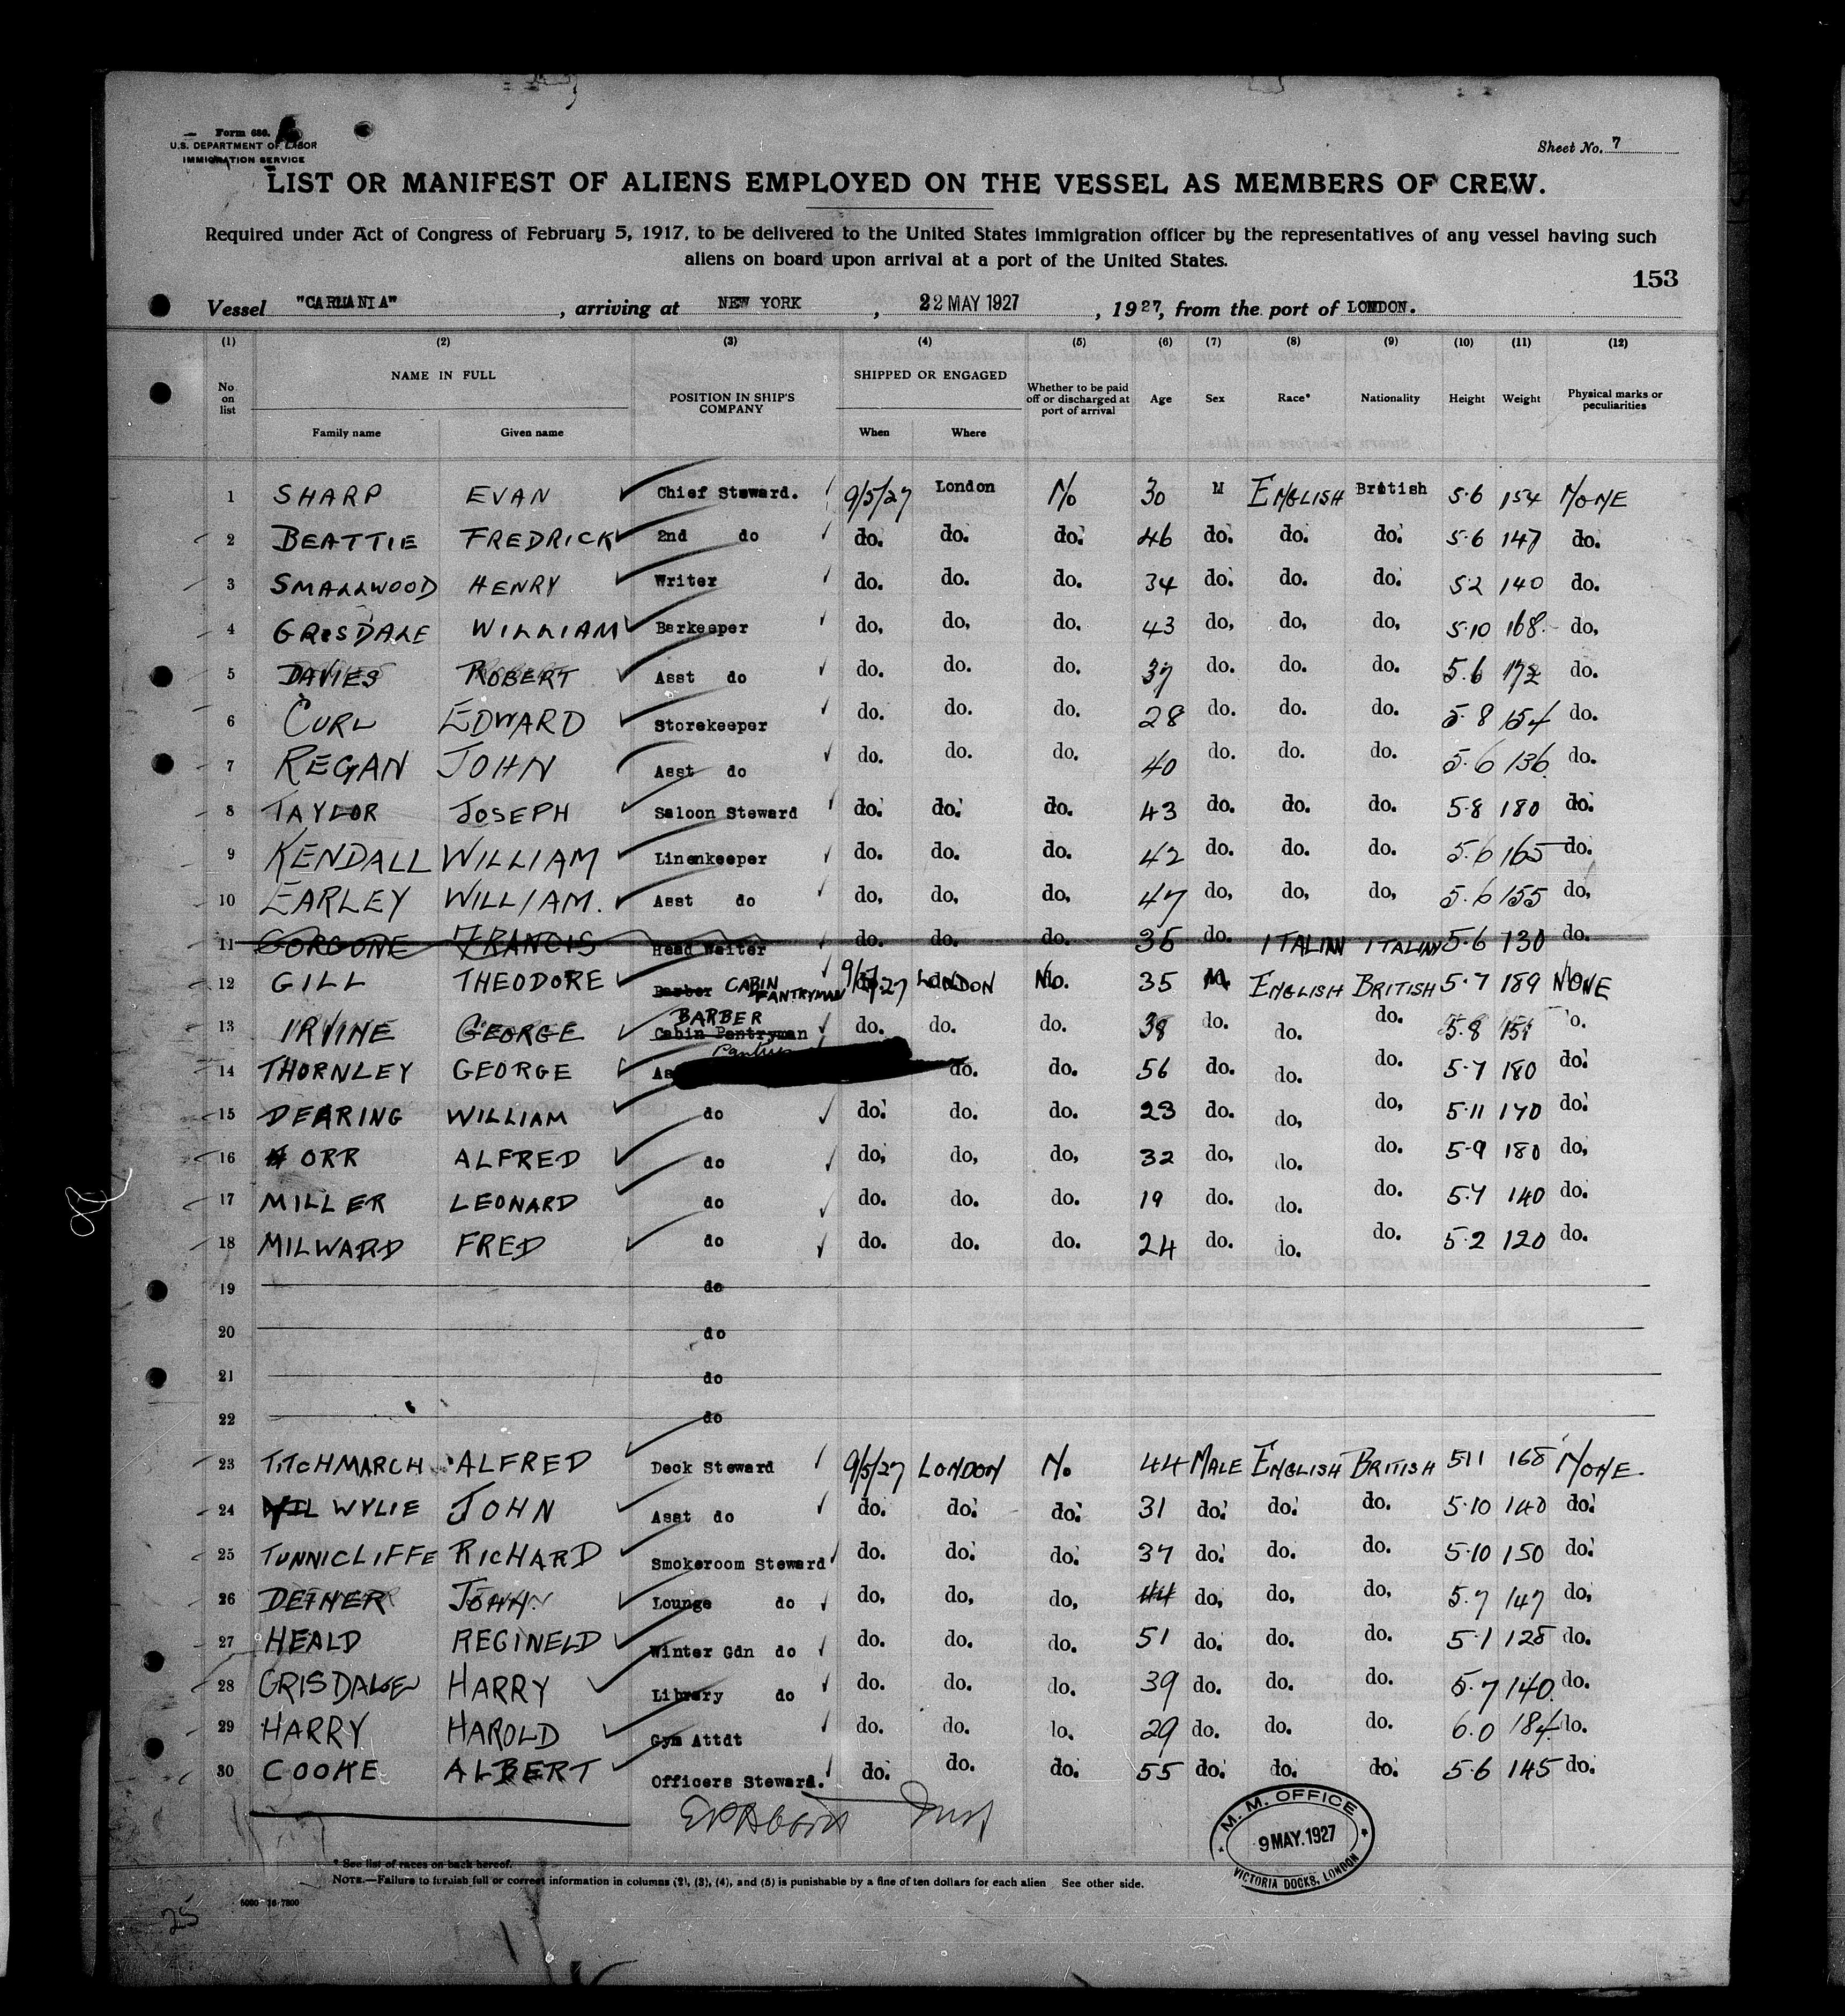 Form 686. A
U.S. DEPARTMENT OF LABOR
IMMIGRATION SERVICE
Sheet No. 7
LIST OR MANIFEST OF ALIENS EMPLOYED ON THE VESSEL AS MEMBERS OF CREW.
Required under Act of Congress of February 5, 1917, to be delivered to the United States immigration officer by the representatives of any vessel having such
aliens on board upon arrival at a port of the United States.
153
Vessel "CARMANIA", arriving at NEW YORK, 22 MAY 1927, 1927, from the port of LONDON.
(1) (2) (3) (4) (5) (6) (7) (8) (9) (10) (11) (12)
No. on list NAME IN FULL Family name Given name POSITION IN SHIP'S COMPANY SHIPPED OR ENGAGED When Where Whether to be paid off or discharged at port of arrival Age Sex Race* Nationality Height Weight Physical marks or peculiarities
1 SHARP EVAN Chief Steward. 9/5/27 London No 30 M ENGLISH British 5.6 154 NONE
2 BEATTIE FREDRICK 2nd do do. do. do. 46 do. do. do. 5.6 147 do.
3 SMALLWOOD HENRY Writer do. do. do. 34 do. do. do. 5 2 140 do.
4 GRISDALE WILLIAM Barkeeper do. do. do. 43 do. do. do. 5.10 168 do.
5 DAVIES ROBERT Asst do do. do. do. 37 do. do. do. 5.6 172 do.
6 CURL EDWARD Storekeeper do. do. do. 28 do. do. do. 5.8 154 do.
7 REGAN JOHN Asst do do. do. do. 40 do. do. do. 5.6 136 do.
8 TAYLOR JOSEPH Saloon Steward do. do. do. 43 do. do. do. 5.8 180 do.
9 KENDALL WILLIAM Linenkeeper do. do. do. 42 do. do. do. 5.6 165 do.
10 EARLEY WILLIAM. Asst do do. do. do. 47 do. do. do. 5.6 155 do.
11 GORGONE FRANCIS Head Waiter do. do. do. 35 do. ITALIAN ITALIAN 5.6 130 do.
12 GILL THEODORE Barber CABIN PANTRYMAN 9/5/27 LONDON No. 35 M. ENGLISH BRITISH 5.7 189 NONE
13 IRVINE GEORGE BARBER Cabin Pantryman do. do. do. 38 do. do. do. 5.8 151 o.
14 THORNLEY GEORGE As do. do. 56 do. do. do. 5.7 180 do.
15 DEARING WILLIAM do do. do. do. 23 do. do. do. 5.11 170 do.
16 ORR ALFRED do do. do. do. 32 do. do. do. 5.9 180 do.
17 MILLER LEONARD do do. do. do. 19 do. do. do. 5.7 140 do.
18 MILWARD FRED do do. do. do. 24 do. do. do. 5.2 120 do.
19 do
20 do
21 do
22 do
23 TITCHMARCH ALFRED Deck Steward 9/5/27 LONDON No 44 MALE ENGLISH BRITISH 5 11 168 NONE.
24 WYLIE JOHN Asst do do. do. do. 31 do. do. do. 5.10 140 do.
25 TUNNICLIFFE RICHARD Smokeroom Steward do. do. do. 37 do. do. do. 5.10 150 do.
26 JOHN Lounge do do. do. do. 44 do. do. do. 5.7 147 do.
27 HEALD REGINELD Winter Gdn do do. do. do. 51 do. do. do. 5.1 128 do.
28 GRISDALE HARRY Library do do. do. do. 39 do. do. do. 5.7 140. do.
29 HARRY HAROLD Gym Attdt do. do. lo. 29 do. do. do. 6.0 184 do.
30 COOKE ALBERT Officers Steward. do. do. do. 55 do. do. do. 5.6 145 do.
M. M. OFFICE
9 MAY. 1927
VICTORIA DOCKS, LONDON
* See list of races on back hereof.
NOTE.—Failure to furnish full or correct information in columns (2), (3), (4), and (5) is punishable by a fine of ten dollars for each alien See other side.
25